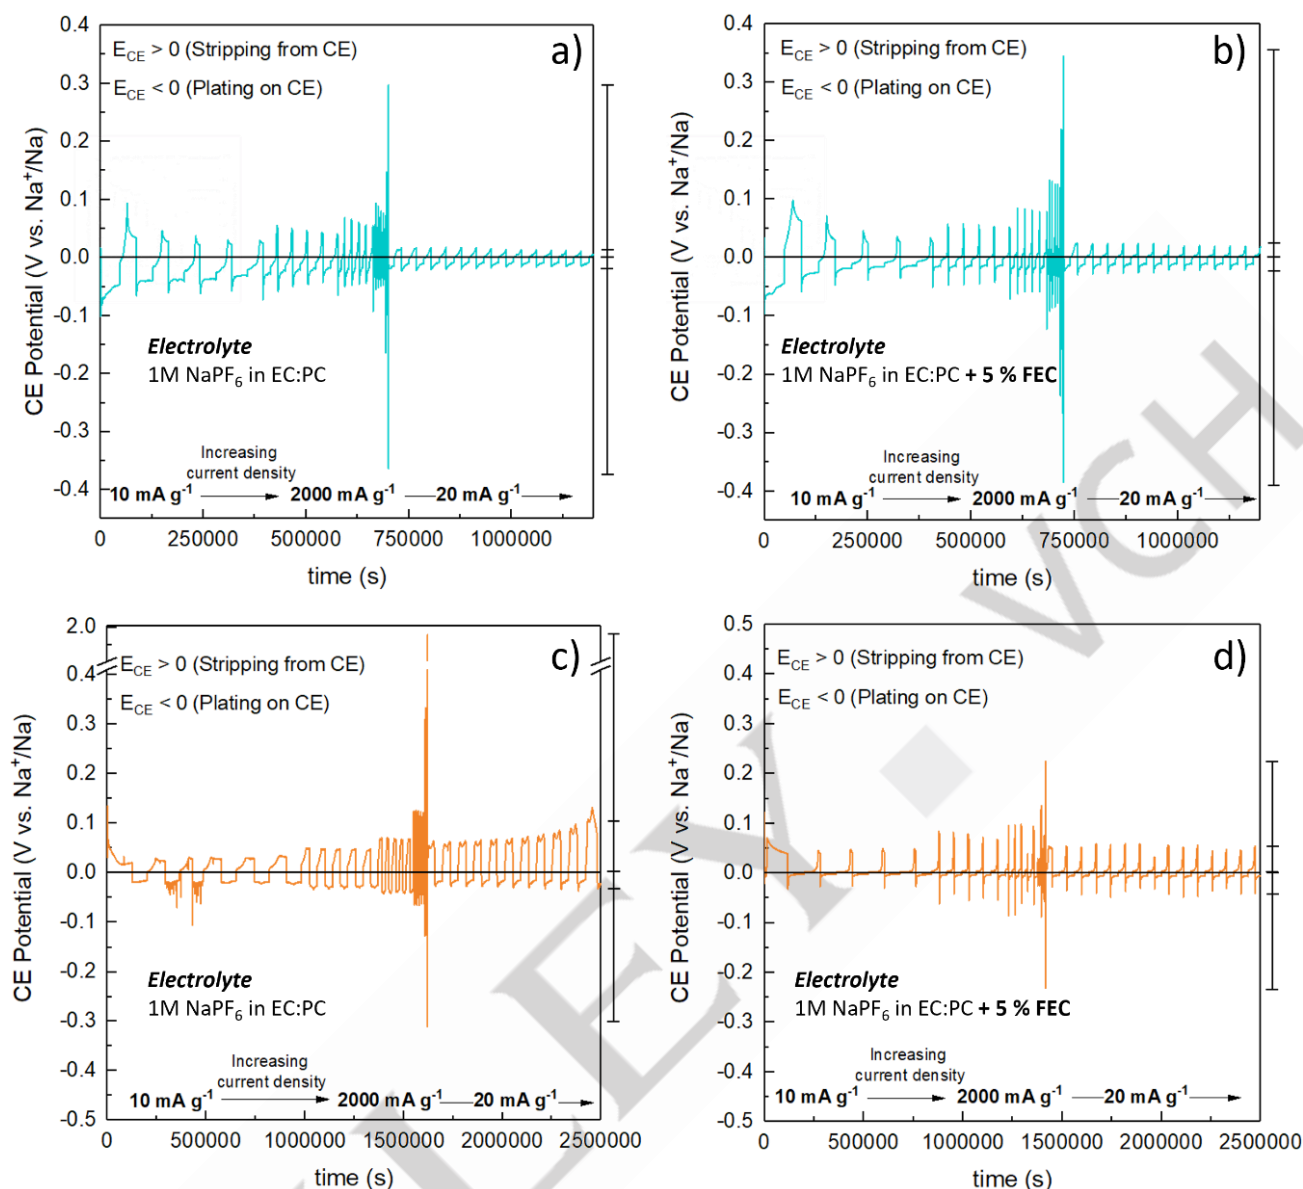 a)
E_CE > 0 (Stripping from CE)
E_CE < 0 (Plating on CE)
CE Potential (V vs. Na⁺/Na)
0.4
0.3
0.2
0.1
0.0
-0.1
-0.2
-0.3
-0.4
Electrolyte
1M NaPF₆ in EC:PC
Increasing
current density
10 mA g⁻¹ 2000 mA g⁻¹ 20 mA g⁻¹
0 250000 500000 750000 1000000
time (s)
b)
E_CE > 0 (Stripping from CE)
E_CE < 0 (Plating on CE)
CE Potential (V vs. Na⁺/Na)
0.4
0.3
0.2
0.1
0.0
-0.1
-0.2
-0.3
-0.4
Electrolyte
1M NaPF₆ in EC:PC + 5 % FEC
Increasing
current density
10 mA g⁻¹ 2000 mA g⁻¹ 20 mA g⁻¹
0 250000 500000 750000 1000000
time (s)
c)
E_CE > 0 (Stripping from CE)
E_CE < 0 (Plating on CE)
CE Potential (V vs. Na⁺/Na)
2.0
0.4
0.3
0.2
0.1
0.0
-0.1
-0.2
-0.3
-0.4
-0.5
Electrolyte
1M NaPF₆ in EC:PC
Increasing
current density
10 mA g⁻¹ 2000 mA g⁻¹ 20 mA g⁻¹
0 500000 1000000 1500000 2000000 2500000
time (s)
d)
E_CE > 0 (Stripping from CE)
E_CE < 0 (Plating on CE)
CE Potential (V vs. Na⁺/Na)
0.5
0.4
0.3
0.2
0.1
0.0
-0.1
-0.2
-0.3
-0.4
-0.5
Electrolyte
1M NaPF₆ in EC:PC + 5 % FEC
Increasing
current density
10 mA g⁻¹ 2000 mA g⁻¹ 20 mA g⁻¹
0 500000 1000000 1500000 2000000 2500000
time (s)
LEY·VCH